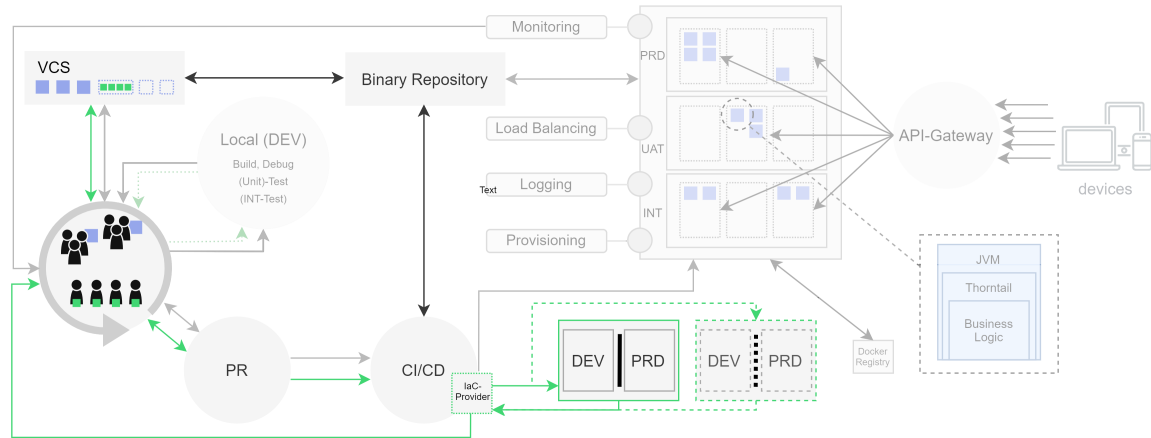 Monitoring
VCS
Binary Repository
PRD
Local (DEV)
Build, Debug
(Unit)-Test
(INT-Test)
Load Balancing
UAT
API-Gateway
devices
Text
Logging
INT
Provisioning
JVM
Thorntail
Business
Logic
PR
CI/CD
IaC-
Provider
DEV
PRD
DEV
PRD
Docker
Registry